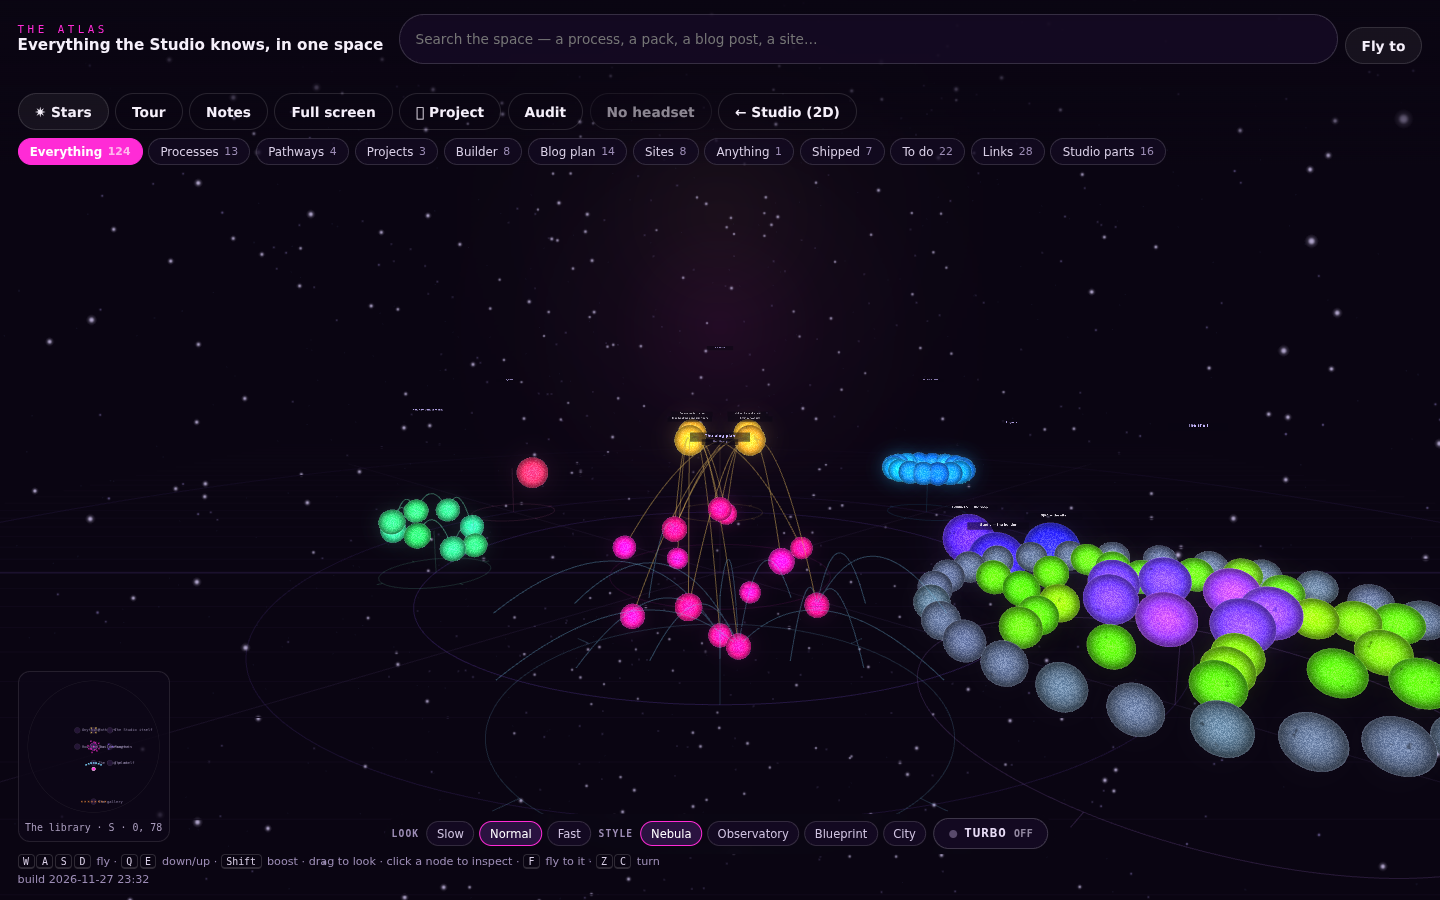 THE ATLAS
Everything the Studio knows, in one space
Search the space — a process, a pack, a blog post, a site…
Fly to
✷ Stars
Tour
Notes
Full screen
Project
Audit
No headset
← Studio (2D)
Everything 124
Processes 13
Pathways 4
Projects 3
Builder 8
Blog plan 14
Sites 8
Anything 1
Shipped 7
To do 22
Links 28
Studio parts 16
The blog plan
The library · S · 0, 78
LOOK Slow Normal Fast STYLE Nebula Observatory Blueprint City TURBO OFF
W A S D fly · Q E down/up · Shift boost · drag to look · click a node to inspect · F fly to it · Z C turn
build 2026-11-27 23:32